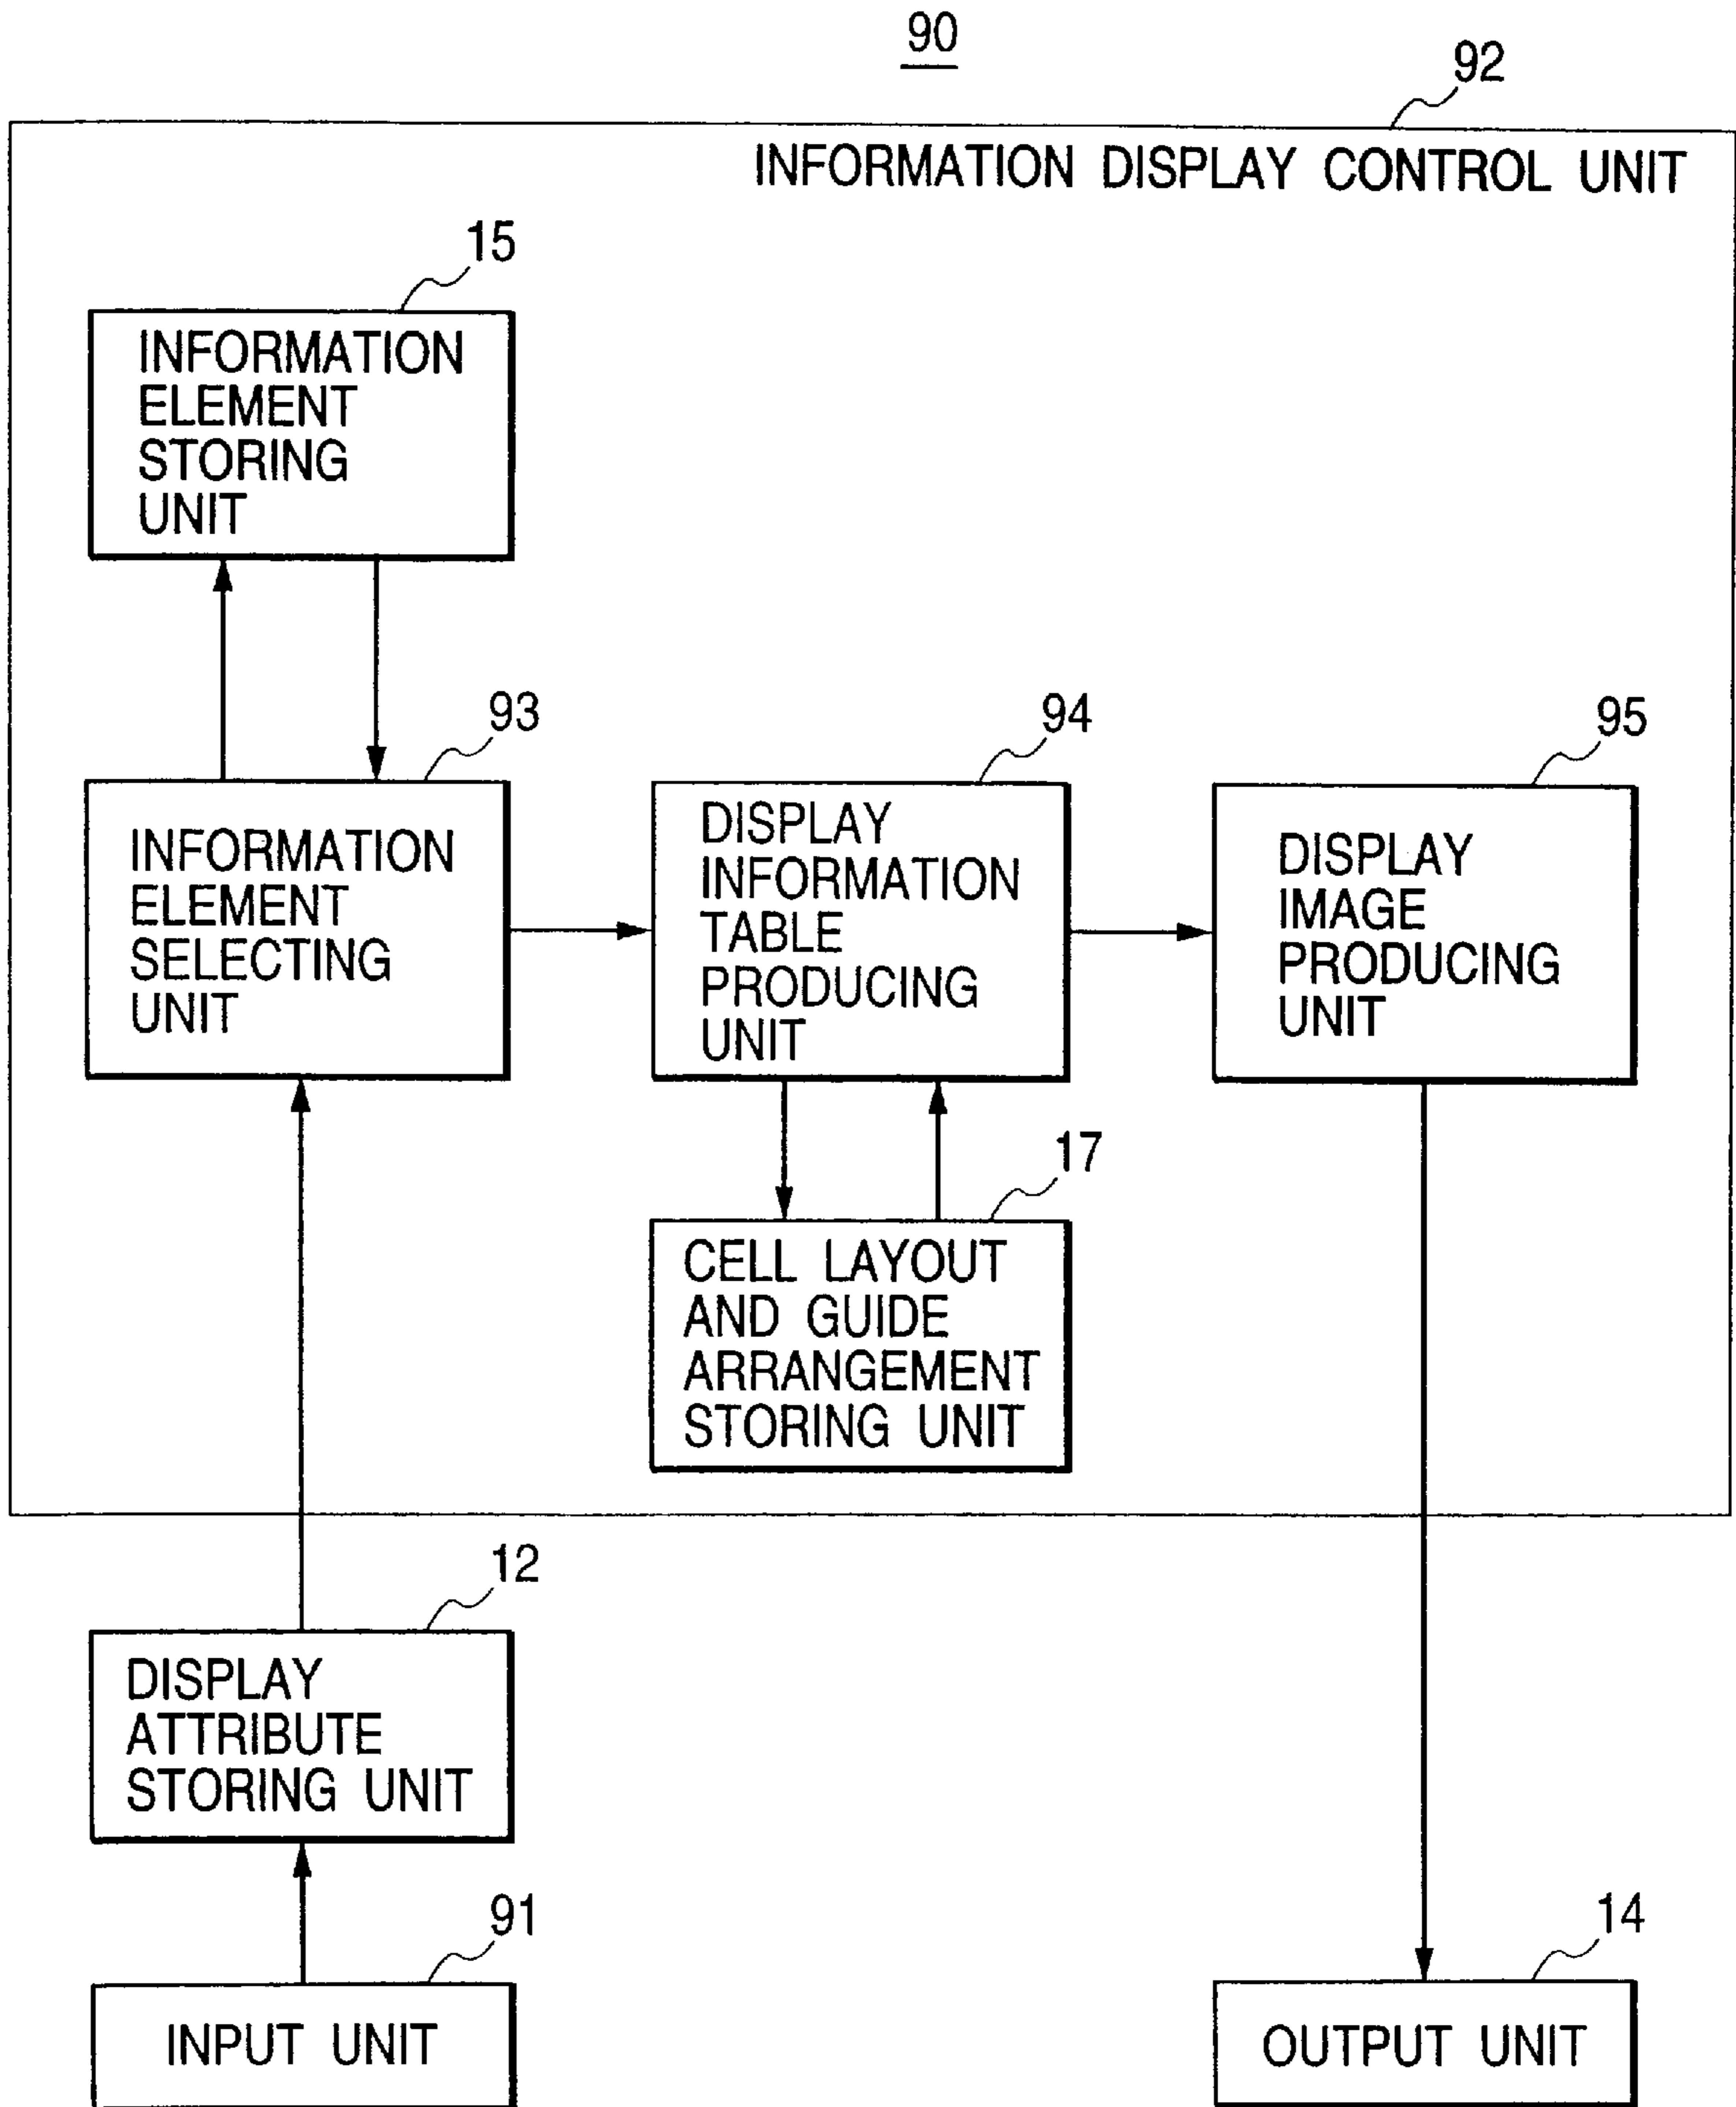 90
92
INFORMATION DISPLAY CONTROL UNIT
15
INFORMATION
ELEMENT
STORING
UNIT
93
INFORMATION
ELEMENT
SELECTING
UNIT
94
DISPLAY
INFORMATION
TABLE
PRODUCING
UNIT
95
DISPLAY
IMAGE
PRODUCING
UNIT
17
CELL LAYOUT
AND GUIDE
ARRANGEMENT
STORING UNIT
12
DISPLAY
ATTRIBUTE
STORING UNIT
91
INPUT UNIT
14
OUTPUT UNIT